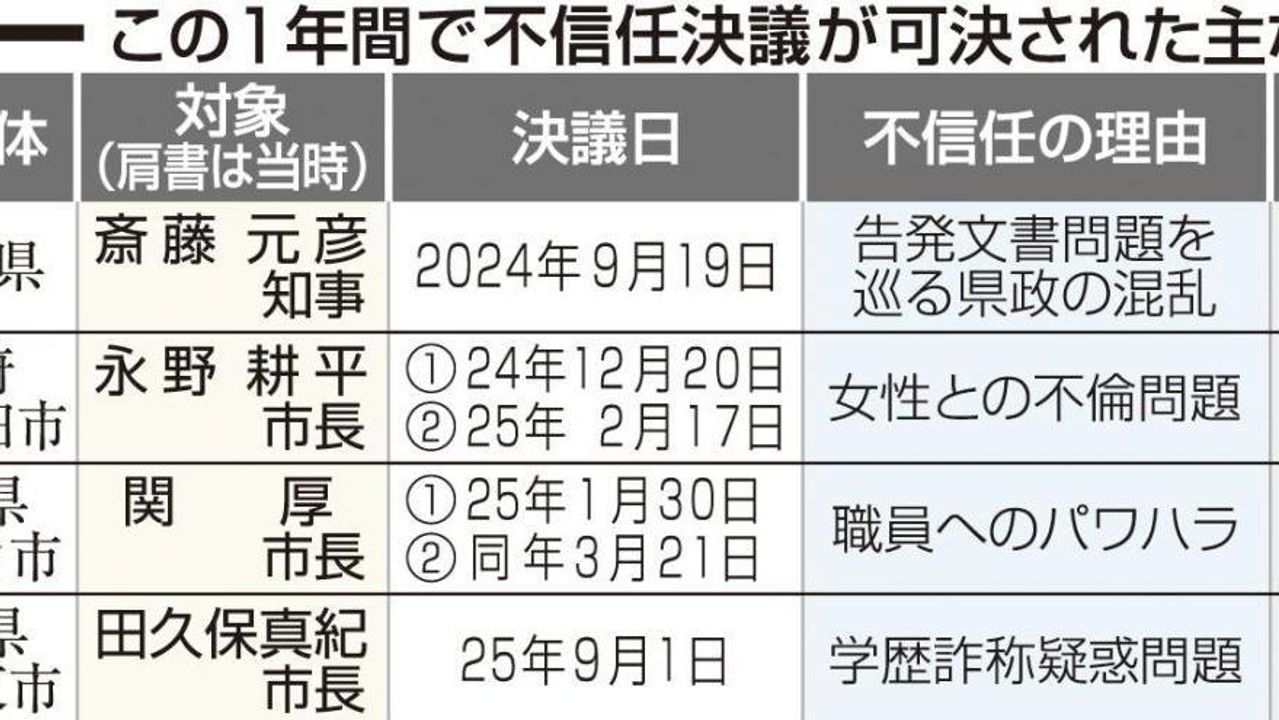 この1年間で不信任決議が可決された主
体 対象 (肩書は当時) 決議日 不信任の理由
県 斎藤 元彦 知事 2024年9月19日 告発文書問題を
巡る県政の混乱
田市 永野 耕平 市長 ①24年12月20日
②25年 2月17日 女性との不倫問題
県 市 関 厚 市長 ①25年1月30日
②同年3月21日 職員へのパワハラ
県 市 田久保真紀 市長 25年9月1日 学歴詐称疑惑問題